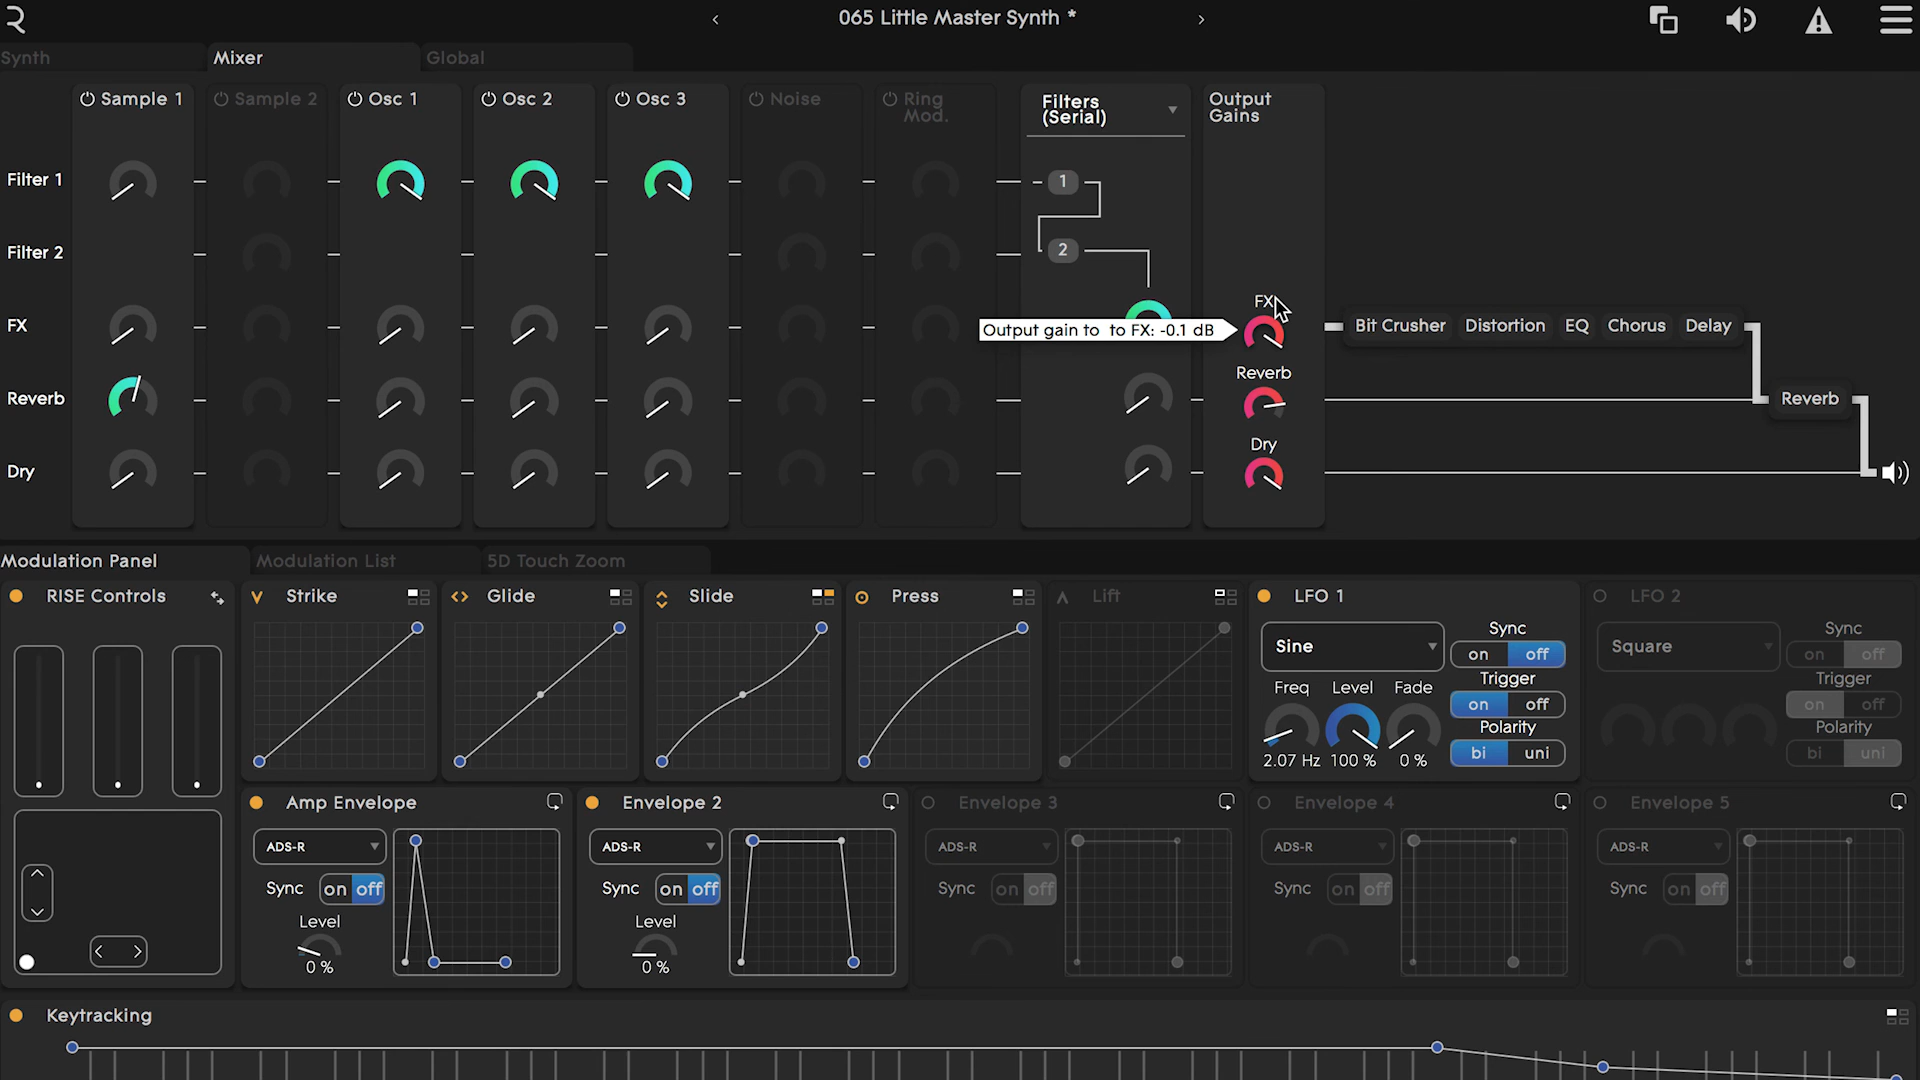 065 Little Master Synth *
Synth
Mixer
Global
Sample 1
Sample 2
Osc 1
Osc 2
Osc 3
Noise
Ring
Mod.
Filters
(Serial)
Output
Gains
Filter 1
1
Filter 2
2
FX
FX
Output gain to  to FX: -0.1 dB
Bit Crusher
Distortion
EQ
Chorus
Delay
Reverb
Reverb
Reverb
Dry
Dry
Modulation Panel
Modulation List
5D Touch Zoom
RISE Controls
Strike
Glide
Slide
Press
Lift
LFO 1
Sine
Sync
on off
Trigger
on off
Polarity
bi uni
Freq
Level
Fade
2.07 Hz
100 %
0 %
LFO 2
Square
Sync
on off
Trigger
on off
Polarity
bi uni
Amp Envelope
ADS-R
Sync on off
Level
0 %
Envelope 2
ADS-R
Sync on off
Level
0 %
Envelope 3
ADS-R
Sync on off
Envelope 4
ADS-R
Sync on off
Envelope 5
ADS-R
Sync on off
Keytracking